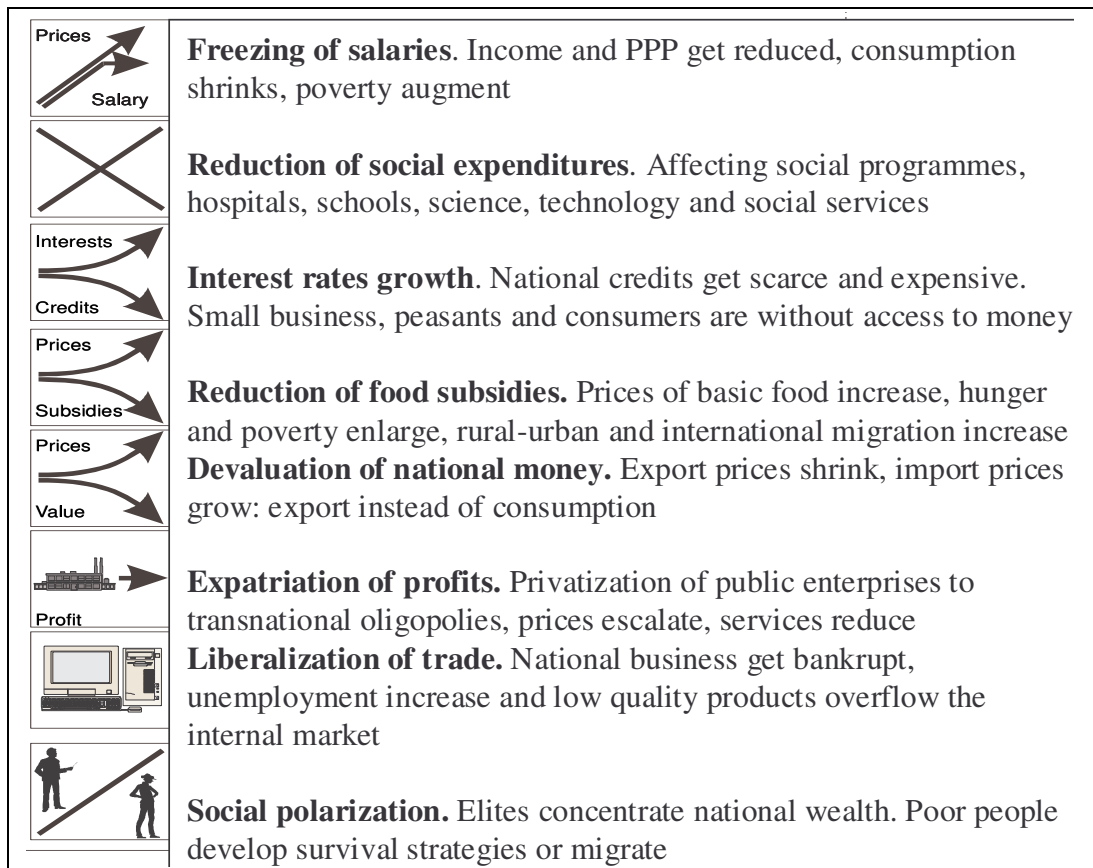 Prices
Salary
Freezing of salaries. Income and PPP get reduced, consumption
shrinks, poverty augment
Reduction of social expenditures. Affecting social programmes,
hospitals, schools, science, technology and social services
Interests
Credits
Interest rates growth. National credits get scarce and expensive.
Small business, peasants and consumers are without access to money
Prices
Subsidies
Reduction of food subsidies. Prices of basic food increase, hunger
and poverty enlarge, rural-urban and international migration increase
Prices
Value
Devaluation of national money. Export prices shrink, import prices
grow: export instead of consumption
Profit
Expatriation of profits. Privatization of public enterprises to
transnational oligopolies, prices escalate, services reduce
Liberalization of trade. National business get bankrupt,
unemployment increase and low quality products overflow the
internal market
Social polarization. Elites concentrate national wealth. Poor people
develop survival strategies or migrate